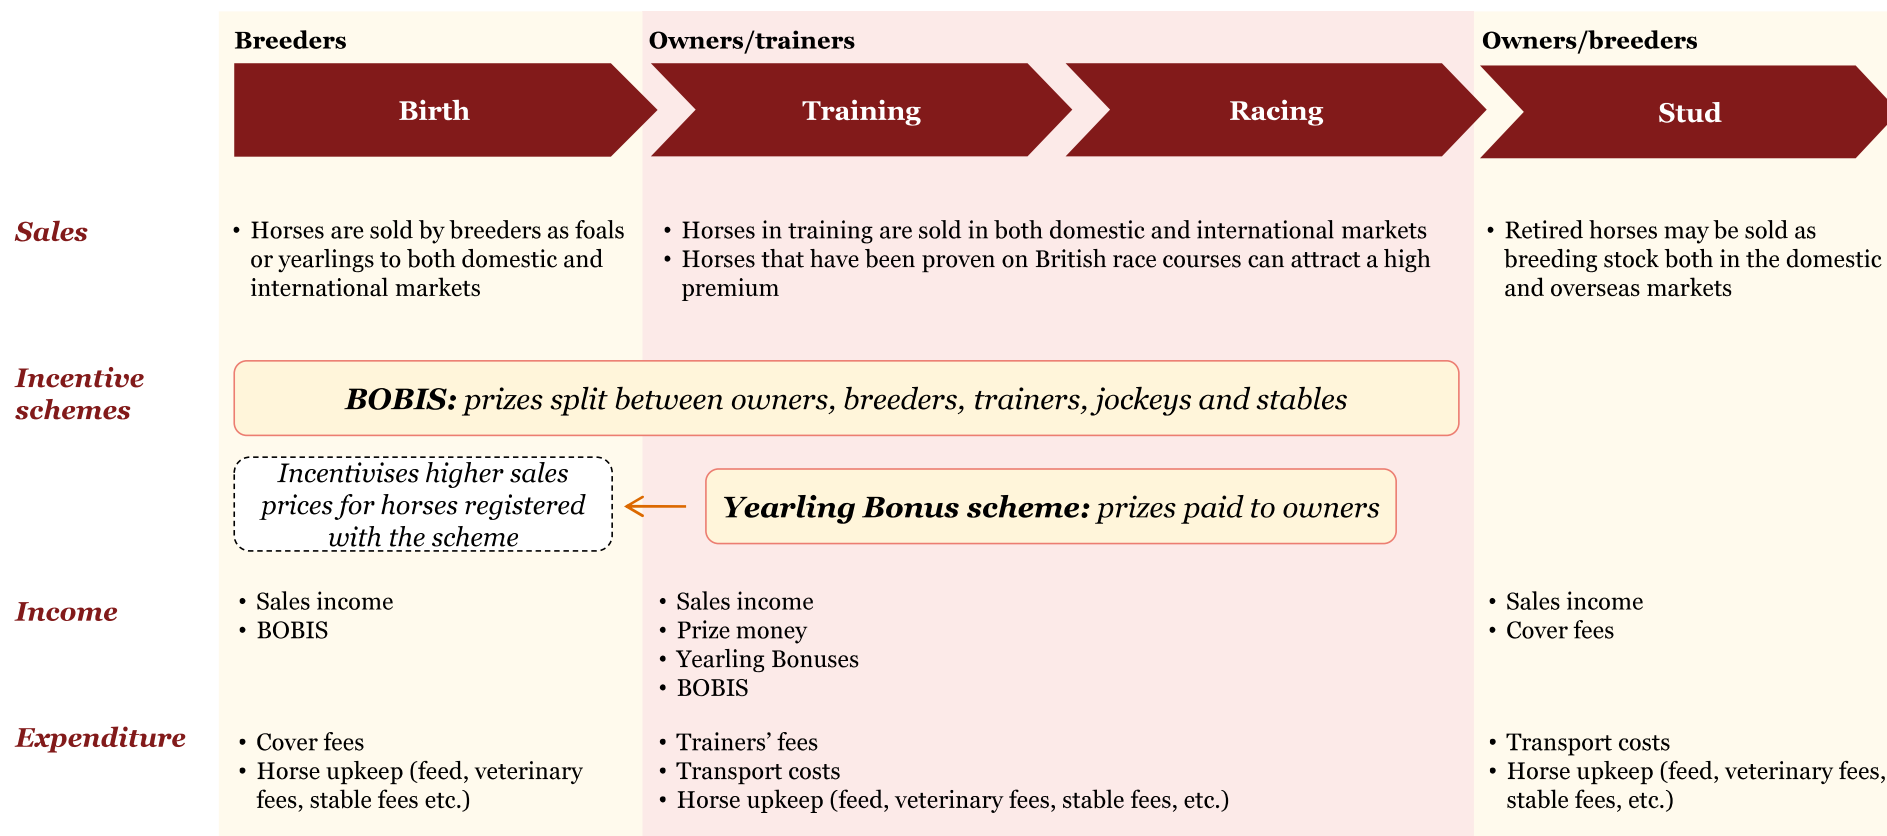 Breeders
Owners/trainers
Owners/breeders
Birth
Training
Racing
Stud
Sales
• Horses are sold by breeders as foals
or yearlings to both domestic and
international markets
• Horses in training are sold in both domestic and international markets
• Horses that have been proven on British race courses can attract a high
premium
• Retired horses may be sold as
breeding stock both in the domestic
and overseas markets
Incentive
schemes
BOBIS: prizes split between owners, breeders, trainers, jockeys and stables
Incentivises higher sales
prices for horses registered
with the scheme
Yearling Bonus scheme: prizes paid to owners
Income
• Sales income
• BOBIS
• Sales income
• Prize money
• Yearling Bonuses
• BOBIS
• Sales income
• Cover fees
Expenditure
• Cover fees
• Horse upkeep (feed, veterinary
fees, stable fees etc.)
• Trainers’ fees
• Transport costs
• Horse upkeep (feed, veterinary fees, stable fees, etc.)
• Transport costs
• Horse upkeep (feed, veterinary fees,
stable fees, etc.)